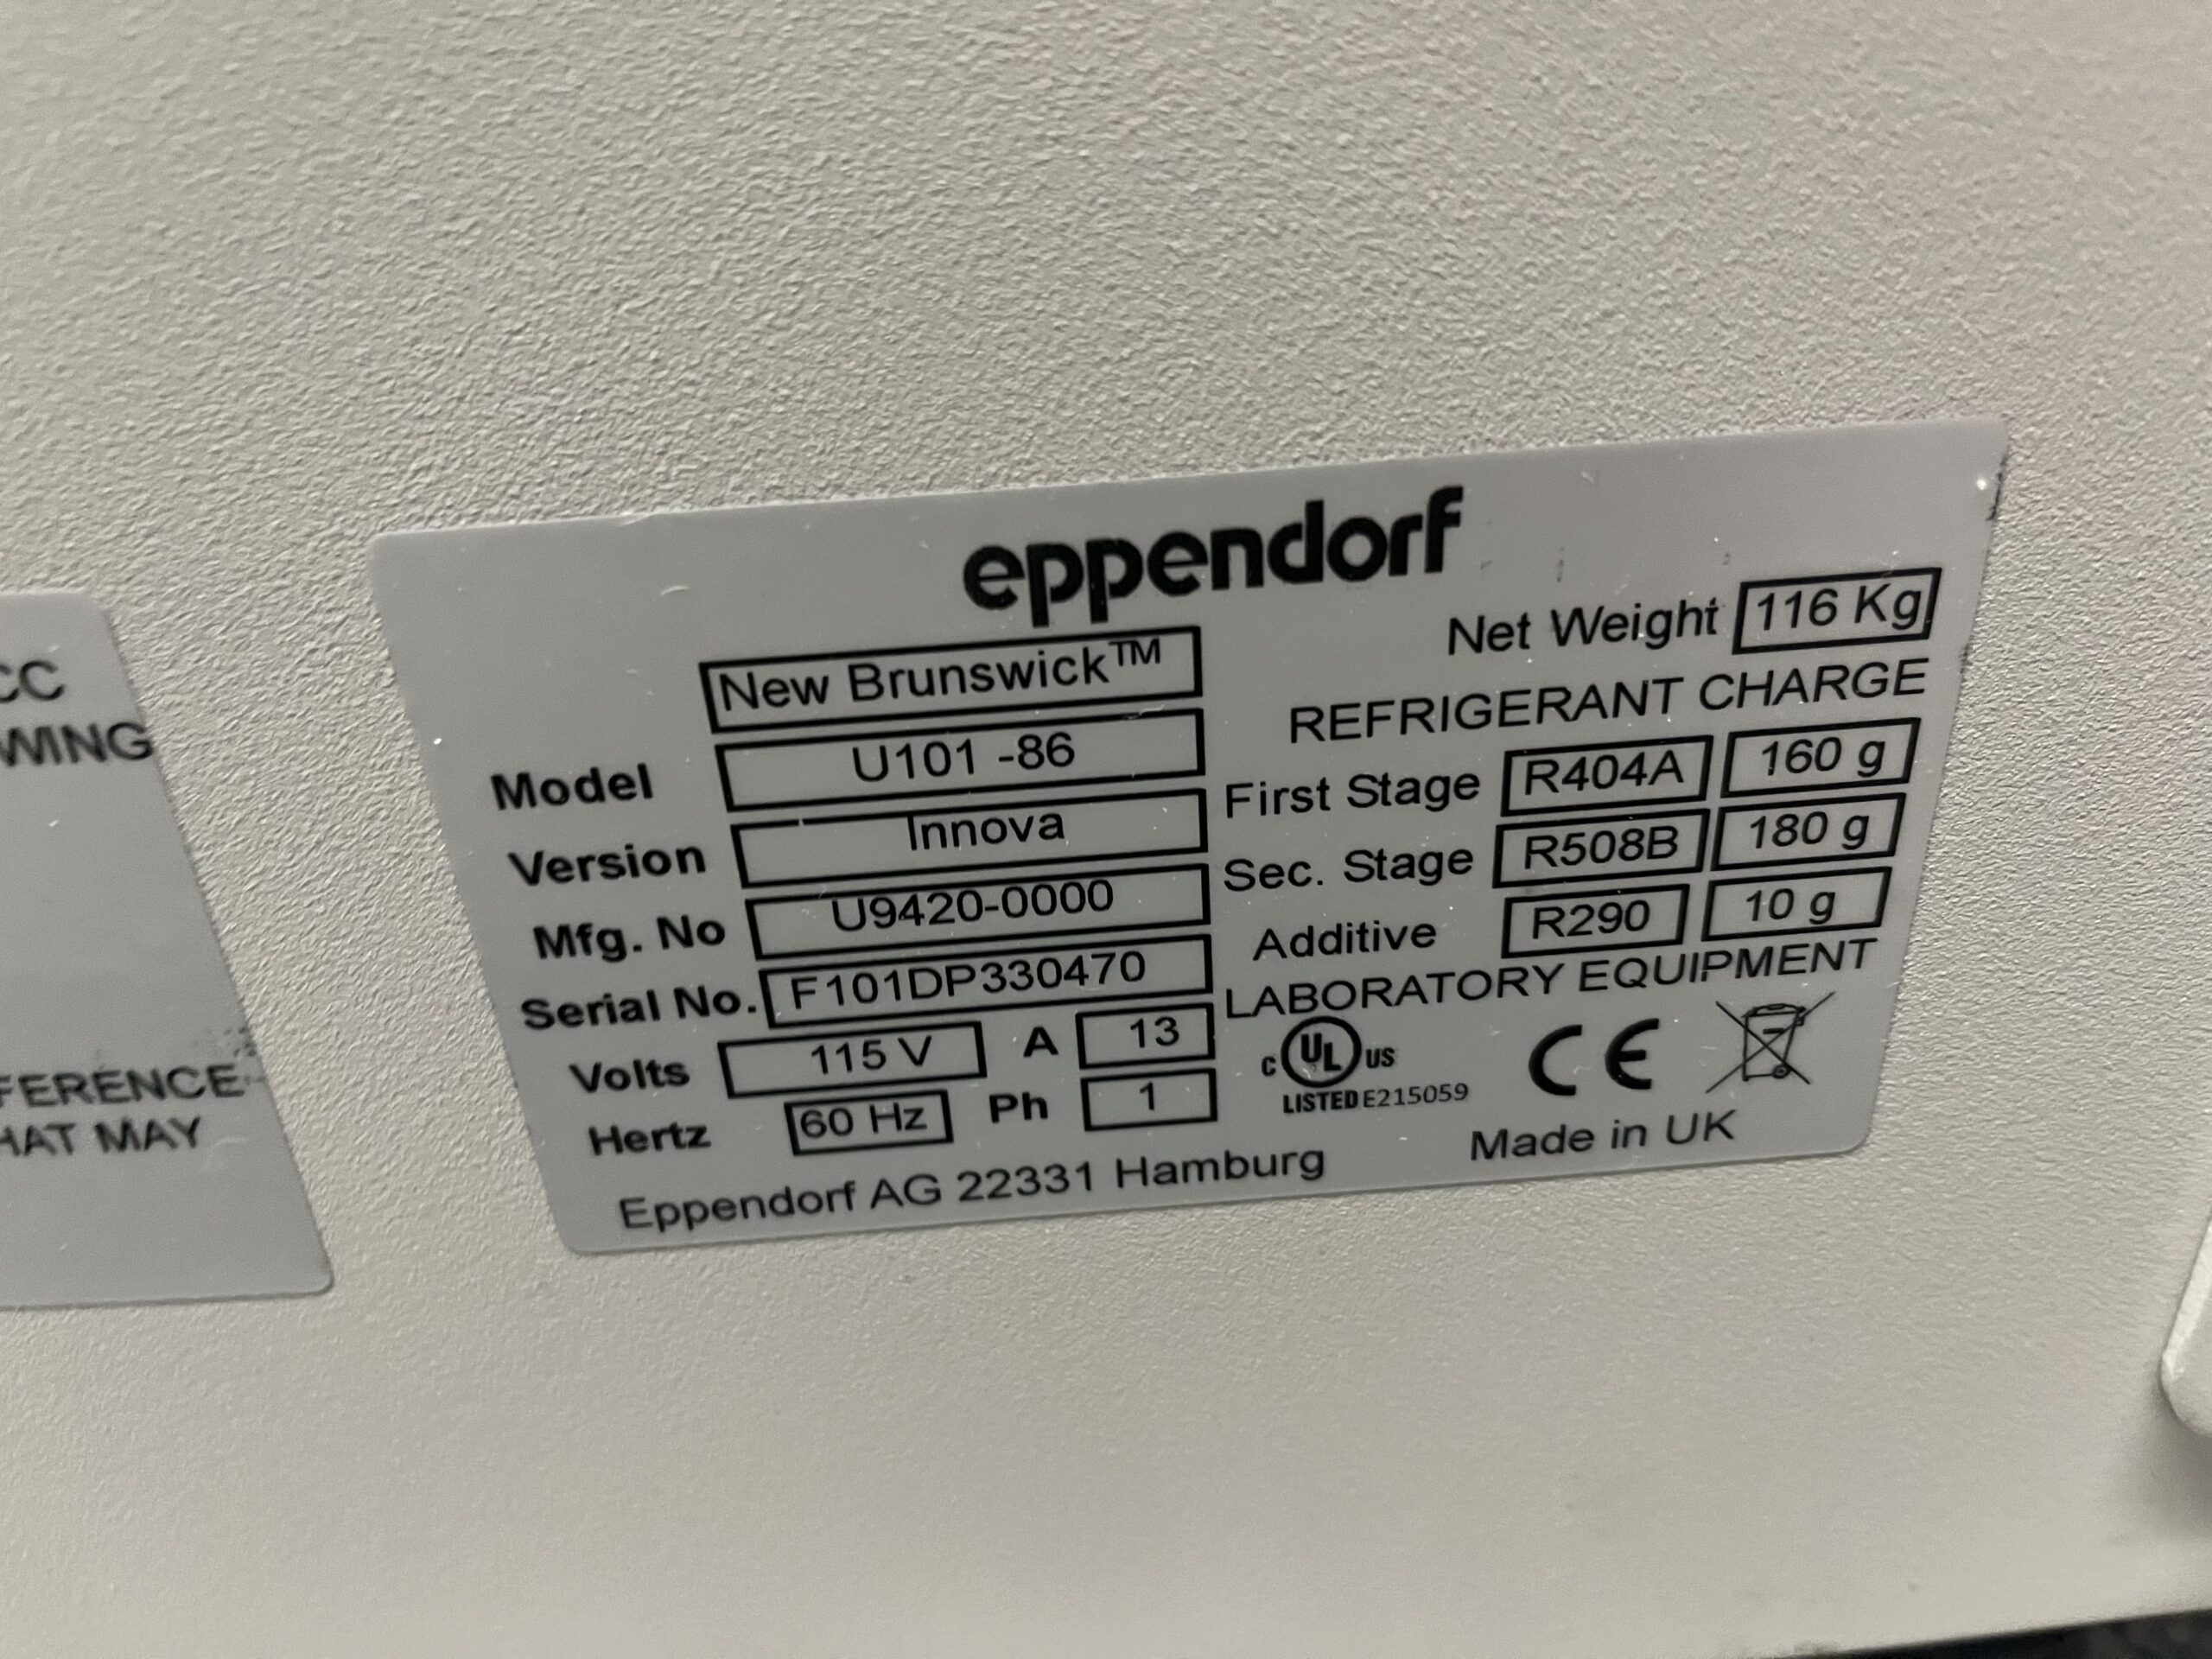 CC
WING
FERENCE
HAT MAY
eppendorf
New Brunswick™
Net Weight 116 Kg
REFRIGERANT CHARGE
Model U101 -86
First Stage R404A 160 g
Version Innova
Sec. Stage R508B 180 g
Mfg. No U9420-0000
Additive R290 10 g
Serial No. F101DP330470
LABORATORY EQUIPMENT
Volts 115 V A 13
Hertz 60 Hz Ph 1
C UL US
LISTED E215059
CE
Eppendorf AG 22331 Hamburg
Made in UK